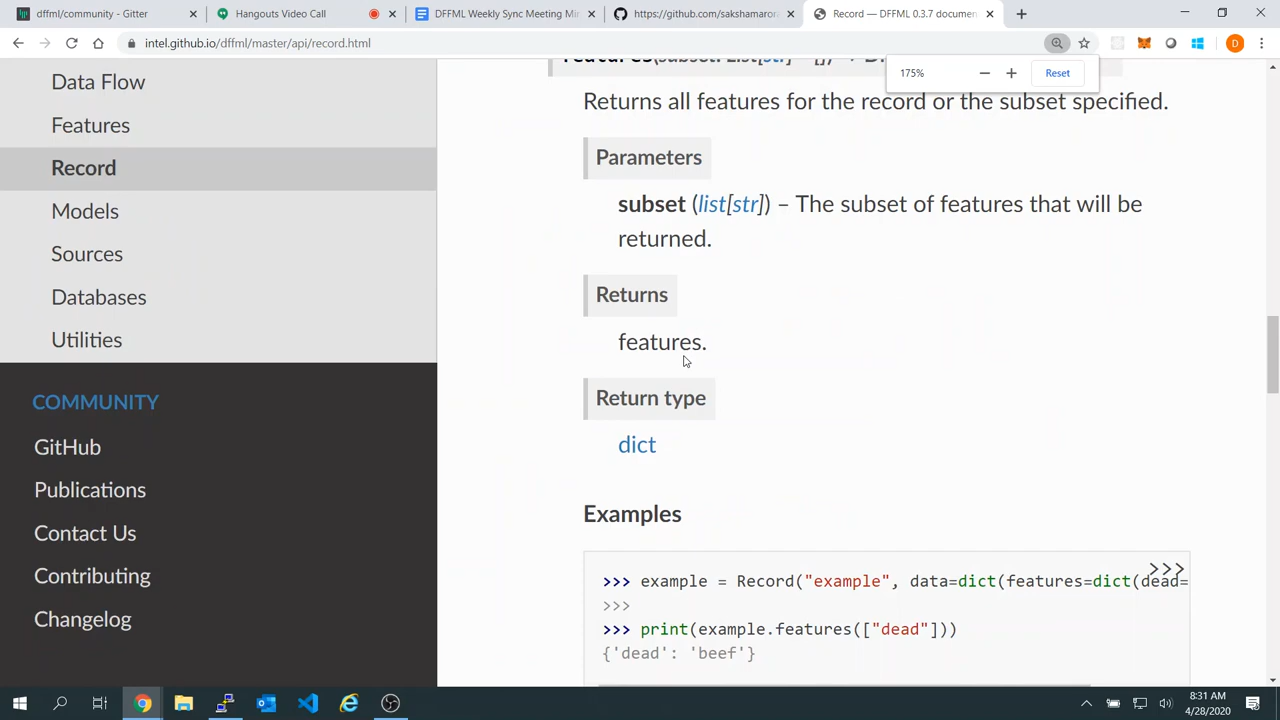 dffml/community - Gitter
Hangouts Video Call
DFFML Weekly Sync Meeting Min
https://github.com/sakshamarora
Record — DFFML 0.3.7 documen
intel.github.io/dffml/master/api/record.html
175%
Reset
Data Flow
Features
Record
Models
Sources
Databases
Utilities
COMMUNITY
GitHub
Publications
Contact Us
Contributing
Changelog
Returns all features for the record or the subset specified.
Parameters
subset (list[str]) – The subset of features that will be
returned.
Returns
features.
Return type
dict
Examples
>>>
>>> example = Record("example", data=dict(features=dict(dead=
>>>
>>> print(example.features(["dead"]))
{'dead': 'beef'}
8:31 AM
4/28/2020